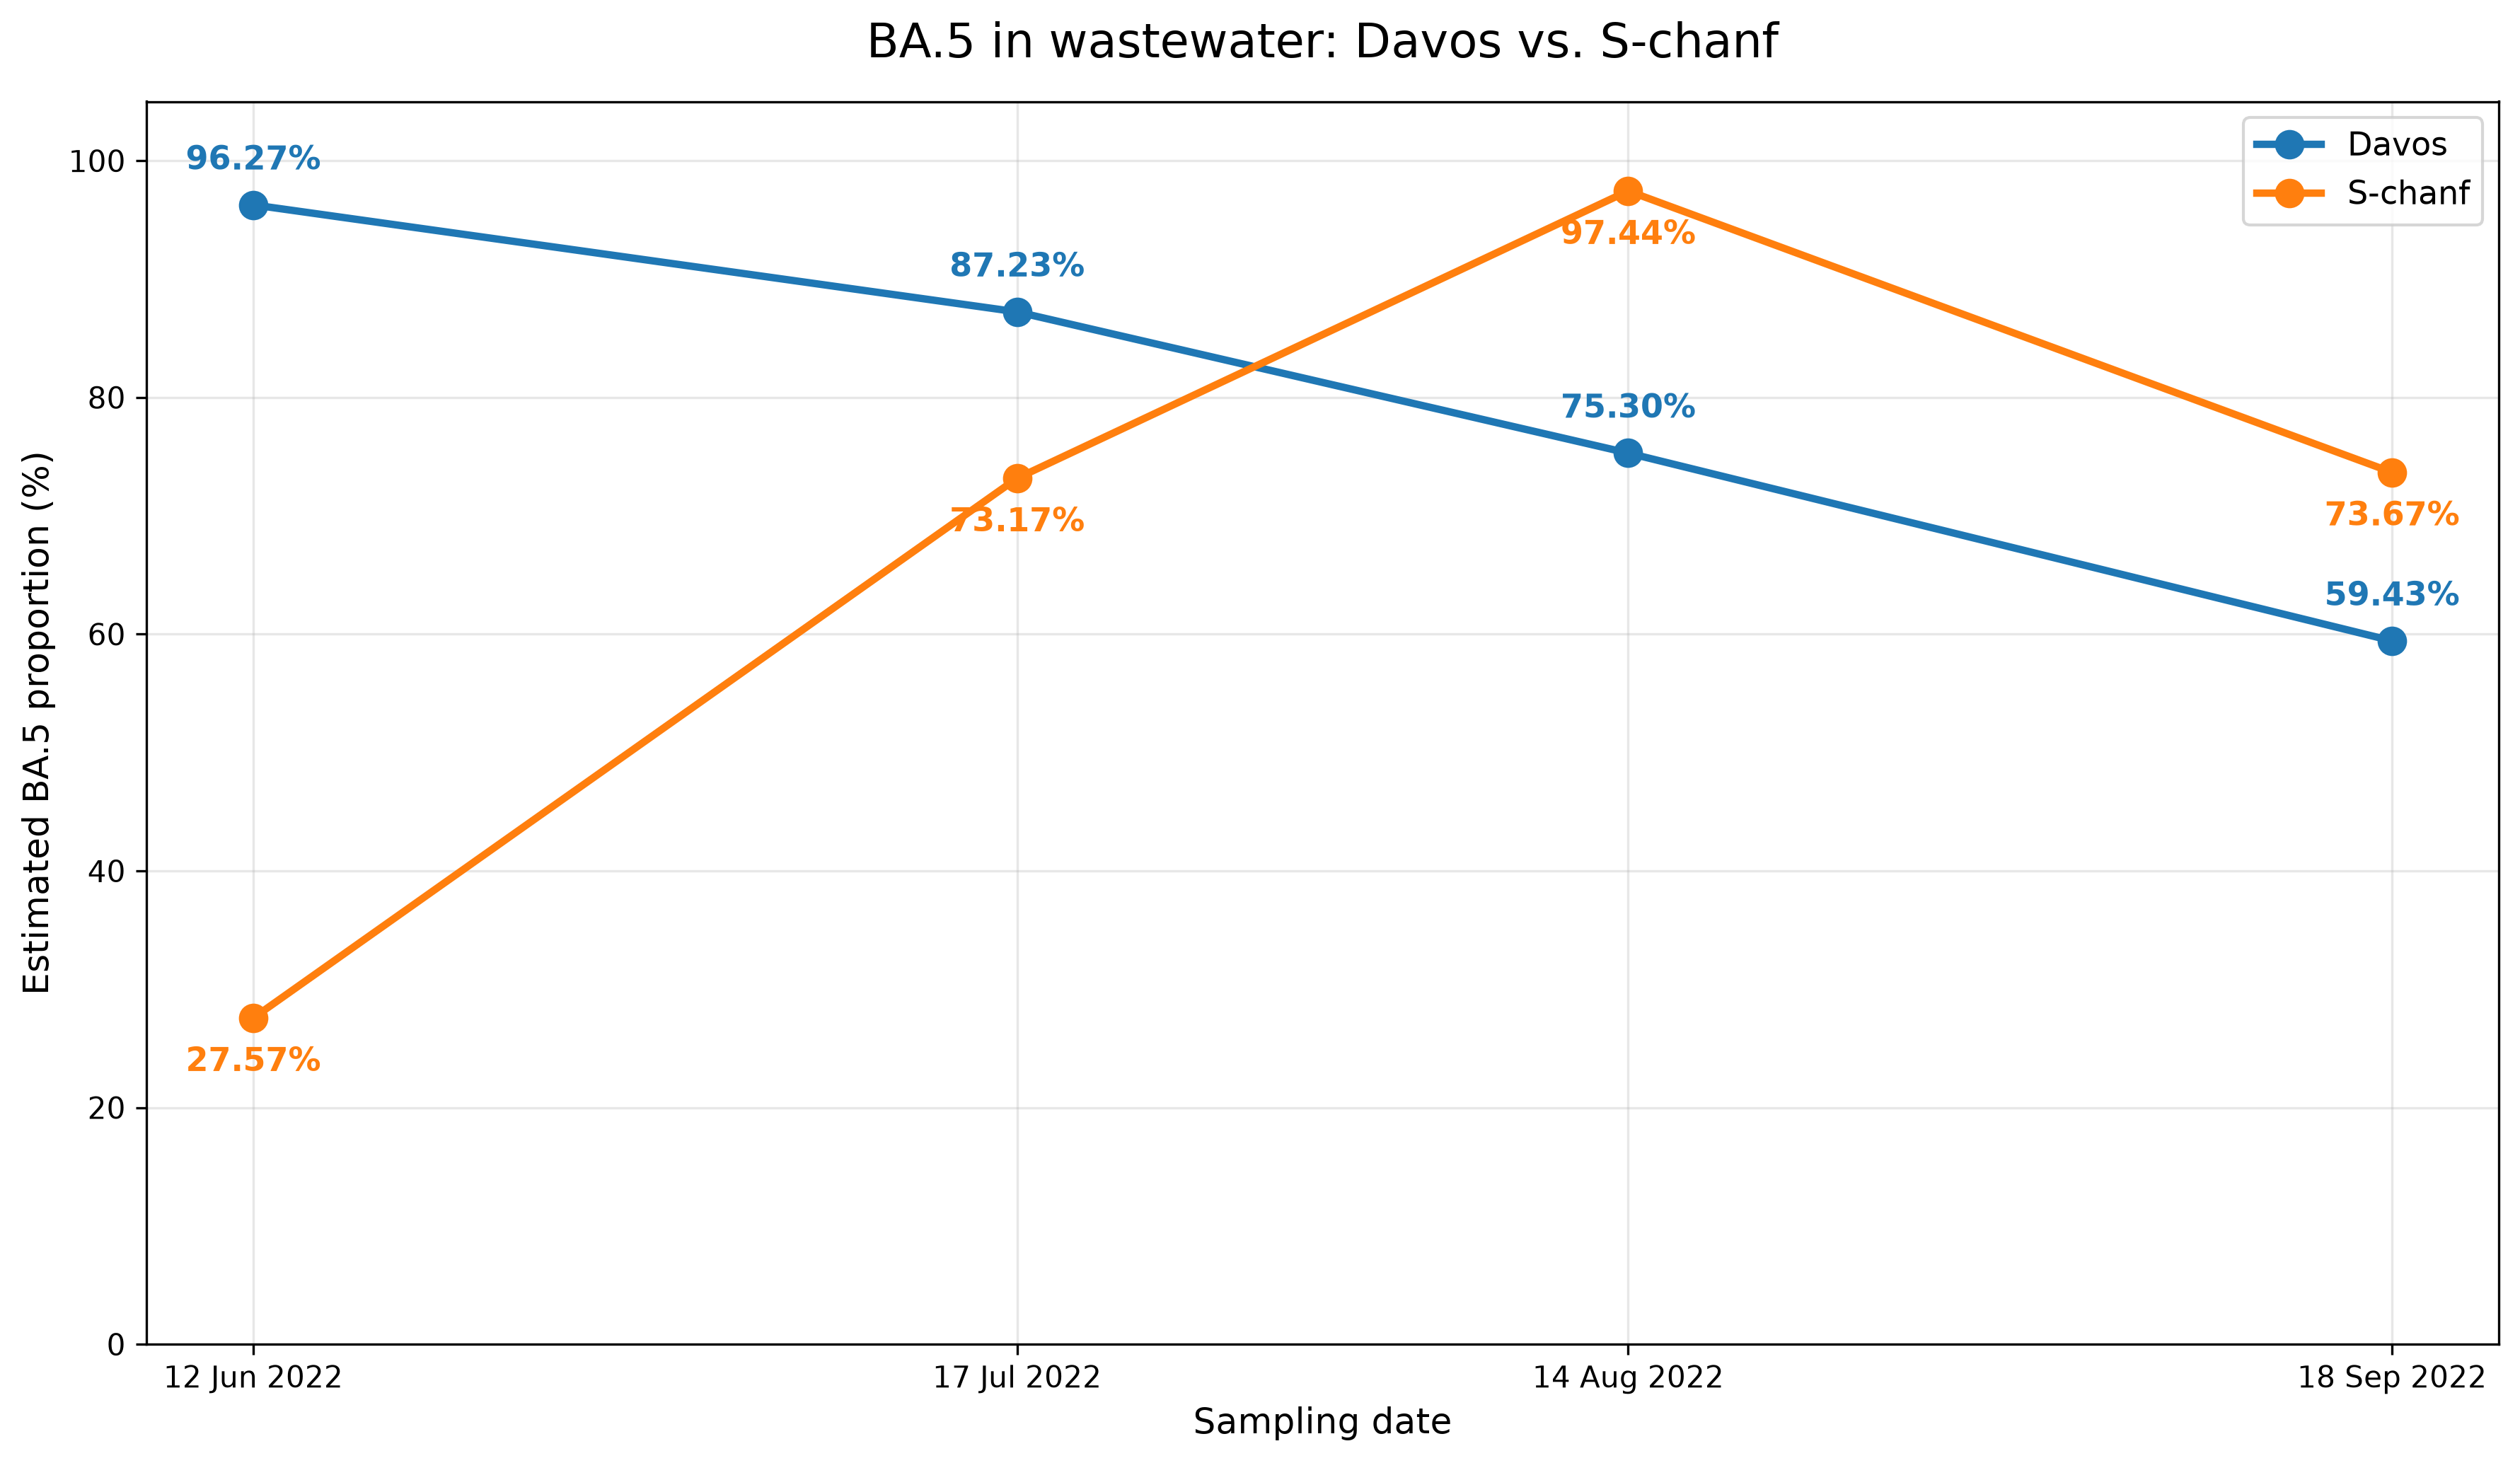 BA.5 in wastewater: Davos vs. S-chanf
Davos
S-chanf
Estimated BA.5 proportion (%)
100
80
60
40
20
0
96.27%
87.23%
75.30%
59.43%
27.57%
73.17%
97.44%
73.67%
12 Jun 2022
17 Jul 2022
14 Aug 2022
18 Sep 2022
Sampling date